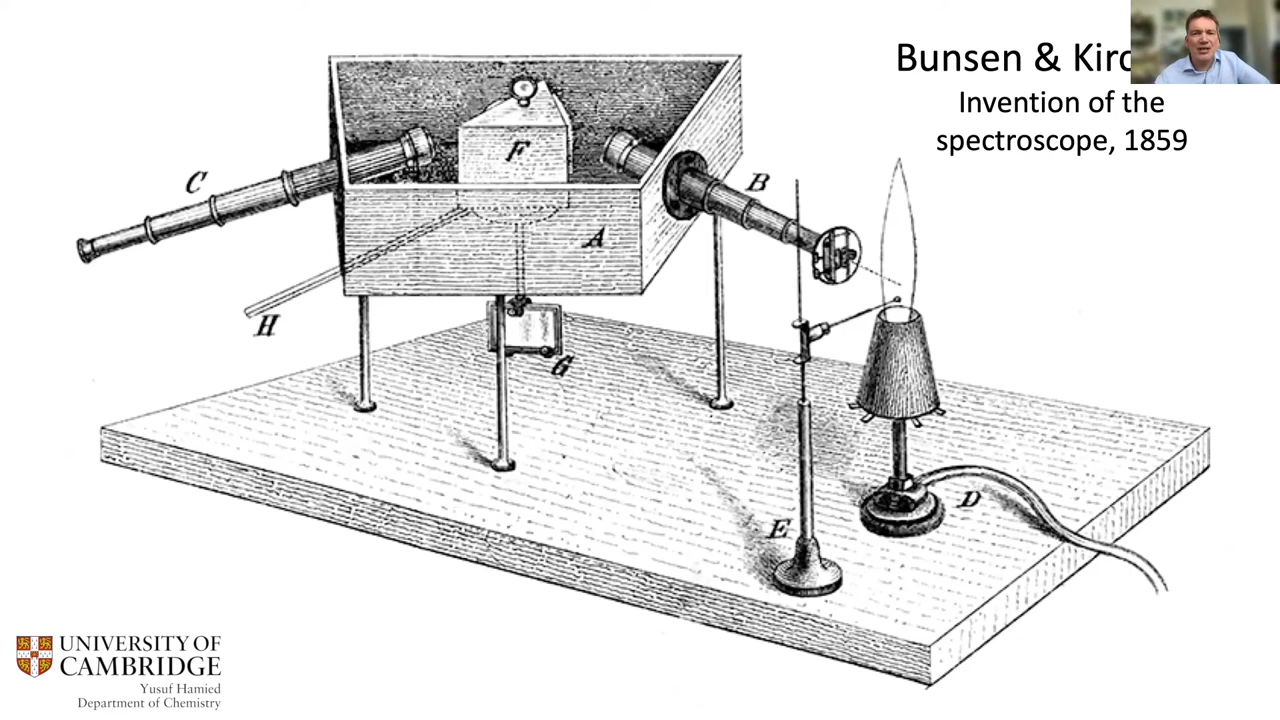 Bunsen & Kirc
Invention of the
spectroscope, 1859
C
F
B
A
H
G
E
D
UNIVERSITY OF
CAMBRIDGE
Yusuf Hamied
Department of Chemistry